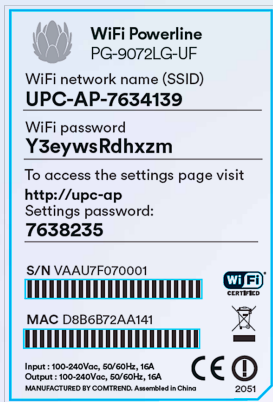 WiFi Powerline
PG-9072LG-UF
WiFi network name (SSID)
UPC-AP-7634139
WiFi password
Y3eywsRdhxzm
To access the settings page visit
http://upc-ap
Settings password:
7638235
S/N VAAU7F070001
WiFi
CERTIFIED
MAC D8B6B72AA141
Input : 100-240Vac, 50/60Hz, 16A
Output : 100-240Vac, 50/60Hz, 16A
MANUFACTURED BY COMTREND. Assembled in China
CE
2051